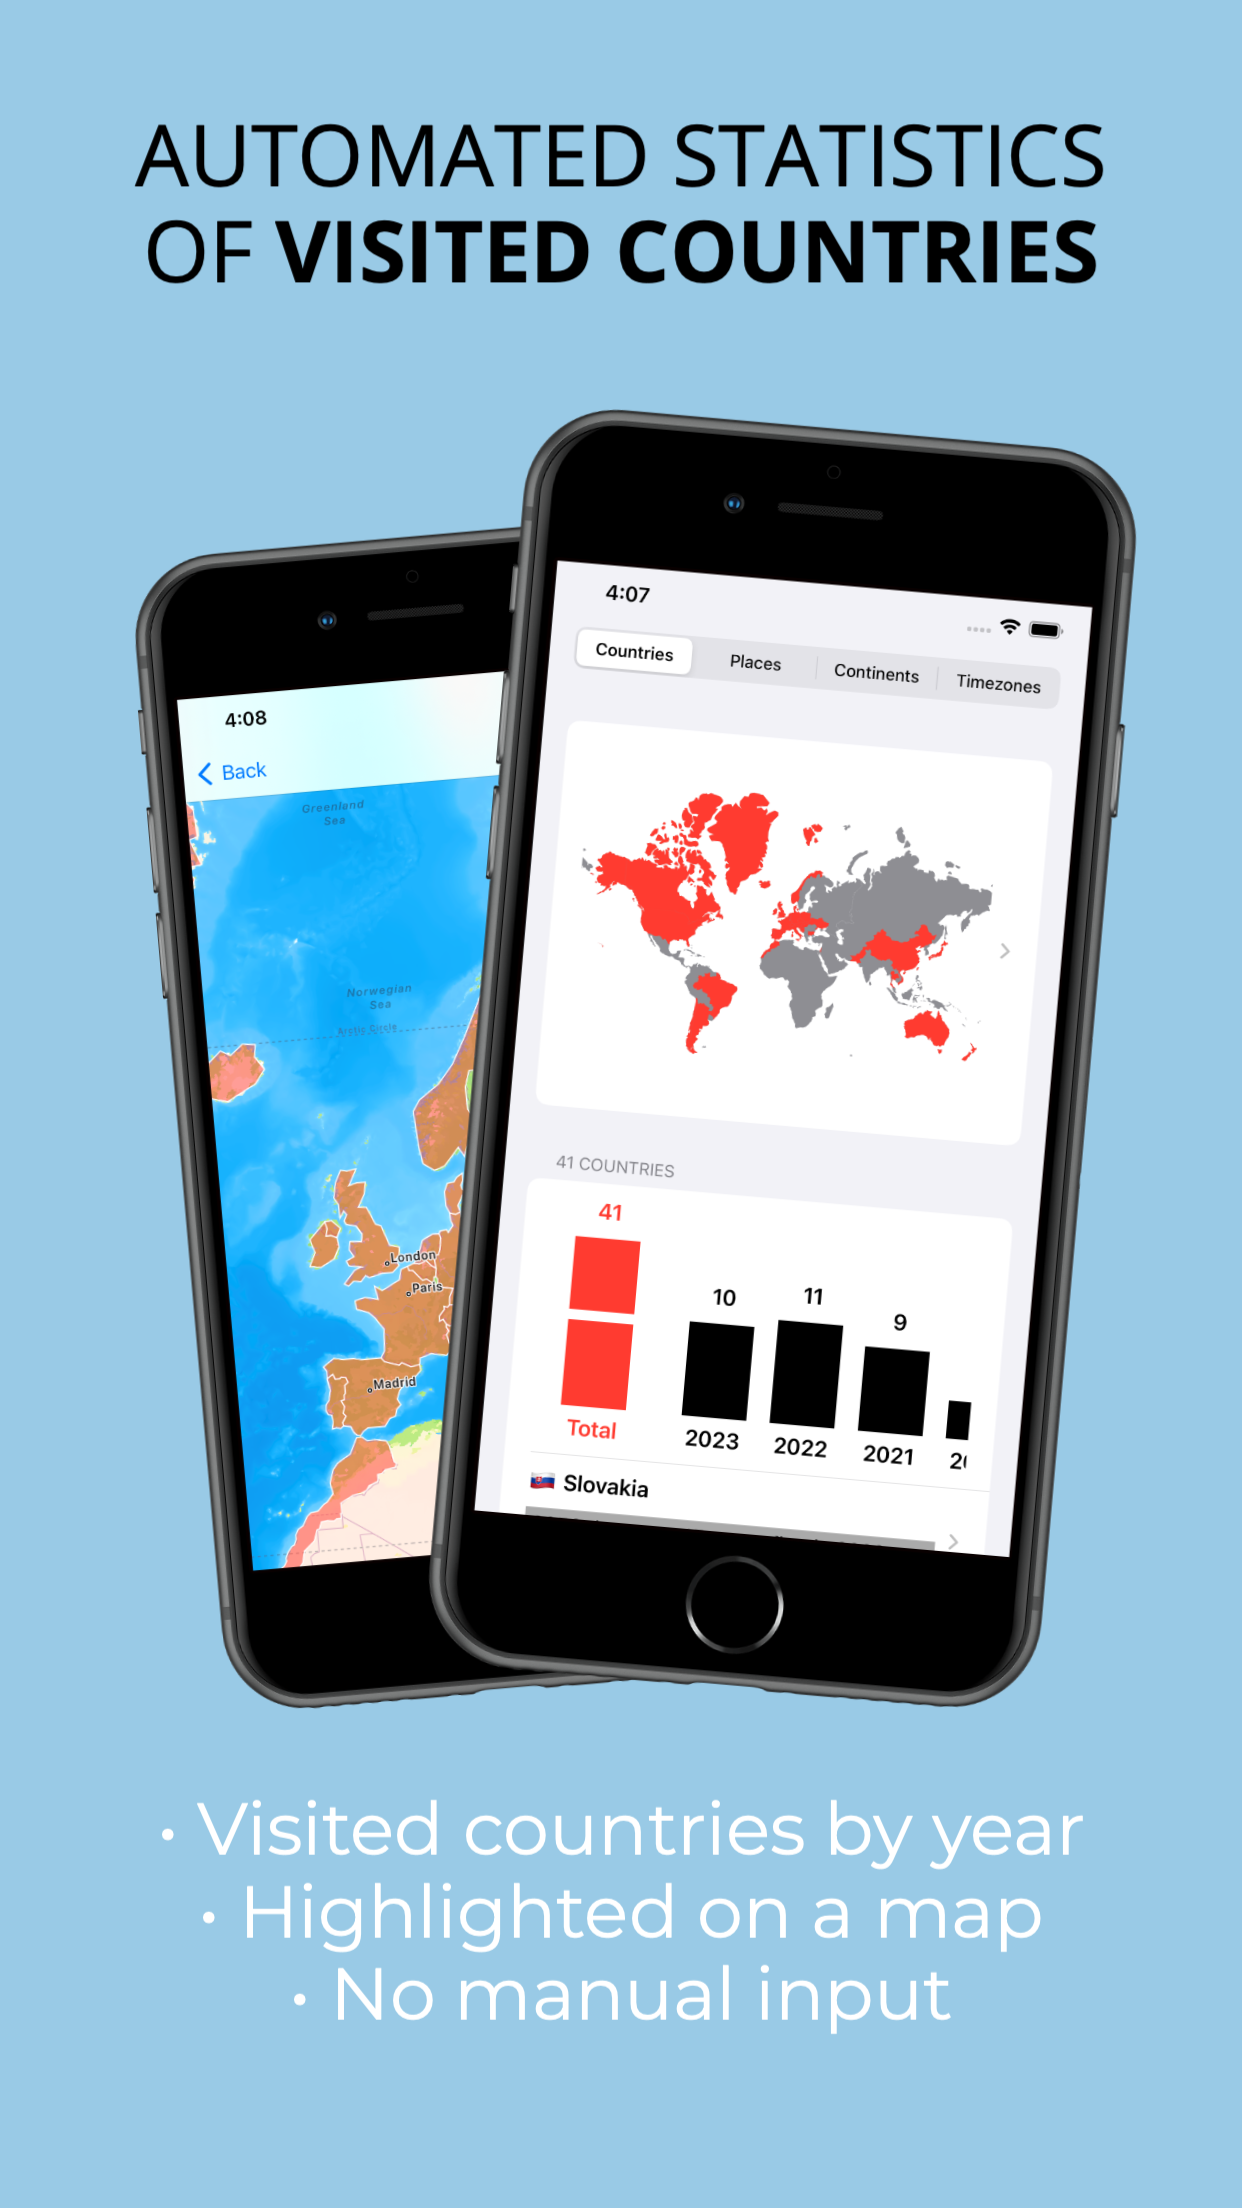 AUTOMATED STATISTICS
OF VISITED COUNTRIES
4:07
Countries
Places
Continents
Timezones
41 COUNTRIES
41
10
11
9
Total
2023
2022
2021
Slovakia
4:08
Back
Greenland
Sea
Norwegian
Sea
Arctic Circle
London
Paris
Madrid
• Visited countries by year
• Highlighted on a map
• No manual input